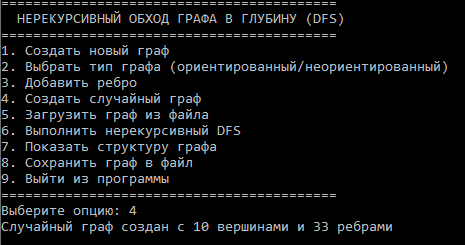 ==========================================
НЕРЕКУРСИВНЫЙ ОБХОД ГРАФА В ГЛУБИНУ (DFS)
==========================================
1. Создать новый граф
2. Выбрать тип графа (ориентированный/неориентированный)
3. Добавить ребро
4. Создать случайный граф
5. Загрузить граф из файла
6. Выполнить нерекурсивный DFS
7. Показать структуру графа
8. Сохранить граф в файл
9. Выйти из программы
==========================================
Выберите опцию: 4
Случайный граф создан с 10 вершинами и 33 ребрами